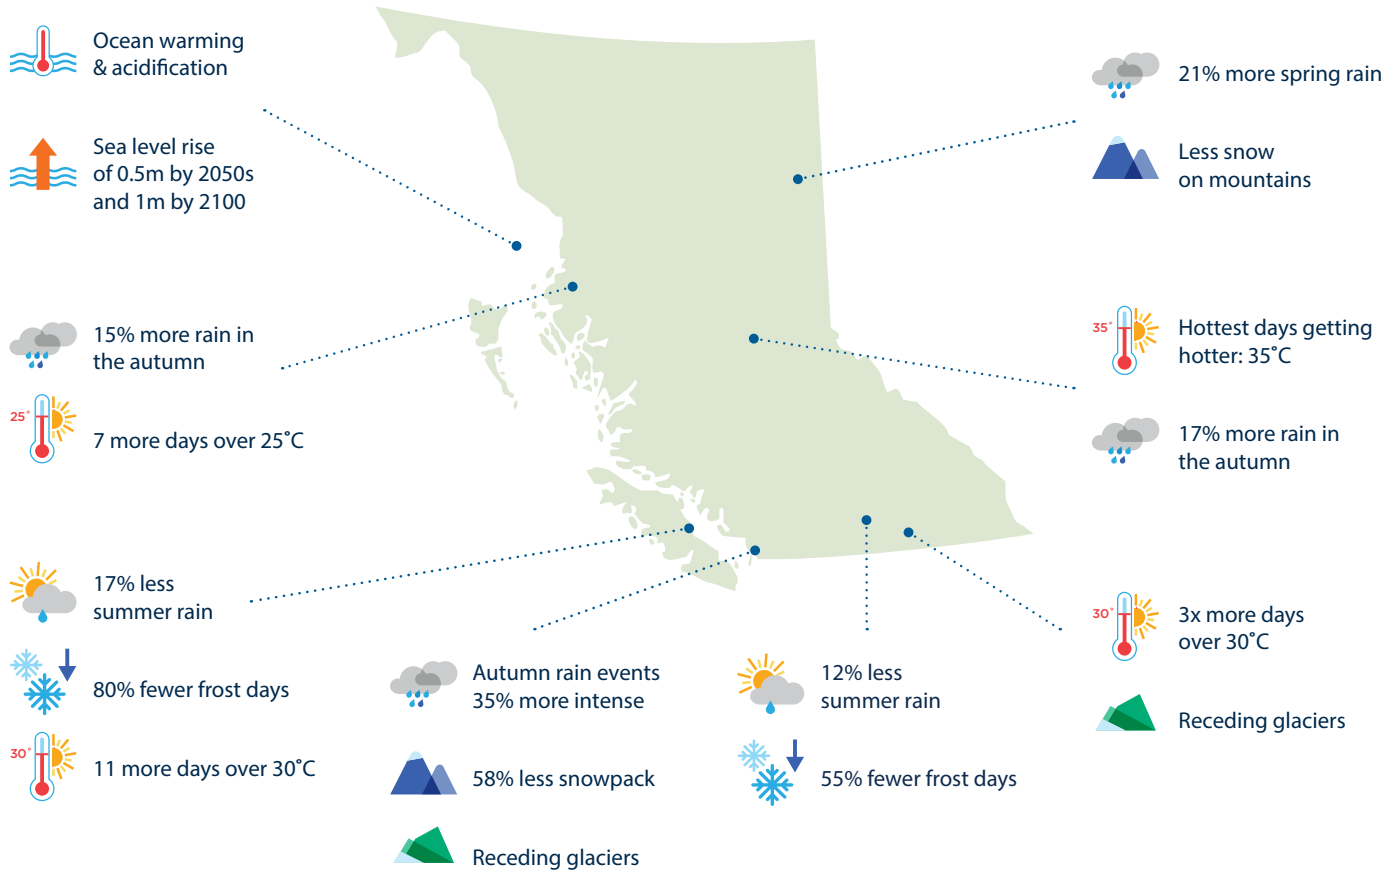 Ocean warming
& acidification
Sea level rise
of 0.5m by 2050s
and 1m by 2100
15% more rain in
the autumn
25°
7 more days over 25˚C
17% less
summer rain
80% fewer frost days
30°
11 more days over 30˚C
Autumn rain events
35% more intense
58% less snowpack
Receding glaciers
12% less
summer rain
55% fewer frost days
21% more spring rain
Less snow
on mountains
35°
Hottest days getting
hotter: 35˚C
17% more rain in
the autumn
30°
3x more days
over 30˚C
Receding glaciers